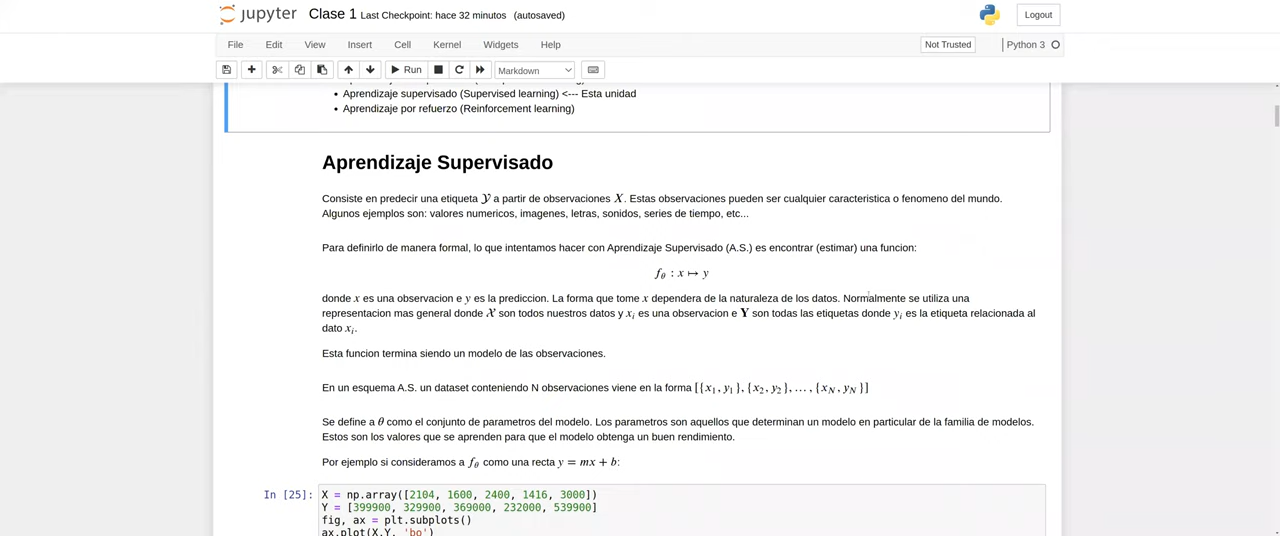 jupyter Clase 1 Last Checkpoint: hace 32 minutos (autosaved)
Logout
File Edit View Insert Cell Kernel Widgets Help
Not Trusted Python 3
Run Markdown
• Aprendizaje supervisado (Supervised learning) <--- Esta unidad
• Aprendizaje por refuerzo (Reinforcement learning)
Aprendizaje Supervisado
Consiste en predecir una etiqueta 𝒴 a partir de observaciones X. Estas observaciones pueden ser cualquier caracteristica o fenomeno del mundo.
Algunos ejemplos son: valores numericos, imagenes, letras, sonidos, series de tiempo, etc...
Para definirlo de manera formal, lo que intentamos hacer con Aprendizaje Supervisado (A.S.) es encontrar (estimar) una funcion:
f_θ : x ↦ y
donde x es una observacion e y es la prediccion. La forma que tome x dependera de la naturaleza de los datos. Normalmente se utiliza una
representacion mas general donde 𝒳 son todos nuestros datos y x_i es una observacion e Y son todas las etiquetas donde y_i es la etiqueta relacionada al
dato x_i.
Esta funcion termina siendo un modelo de las observaciones.
En un esquema A.S. un dataset conteniendo N observaciones viene en la forma [{x_1, y_1}, {x_2, y_2}, …, {x_N, y_N}]
Se define a θ como el conjunto de parametros del modelo. Los parametros son aquellos que determinan un modelo en particular de la familia de modelos.
Estos son los valores que se aprenden para que el modelo obtenga un buen rendimiento.
Por ejemplo si consideramos a f_θ como una recta y = mx + b:
In [25]: X = np.array([2104, 1600, 2400, 1416, 3000])
Y = [399900, 329900, 369000, 232000, 539900]
fig, ax = plt.subplots()
ax.plot(X,Y, 'bo')